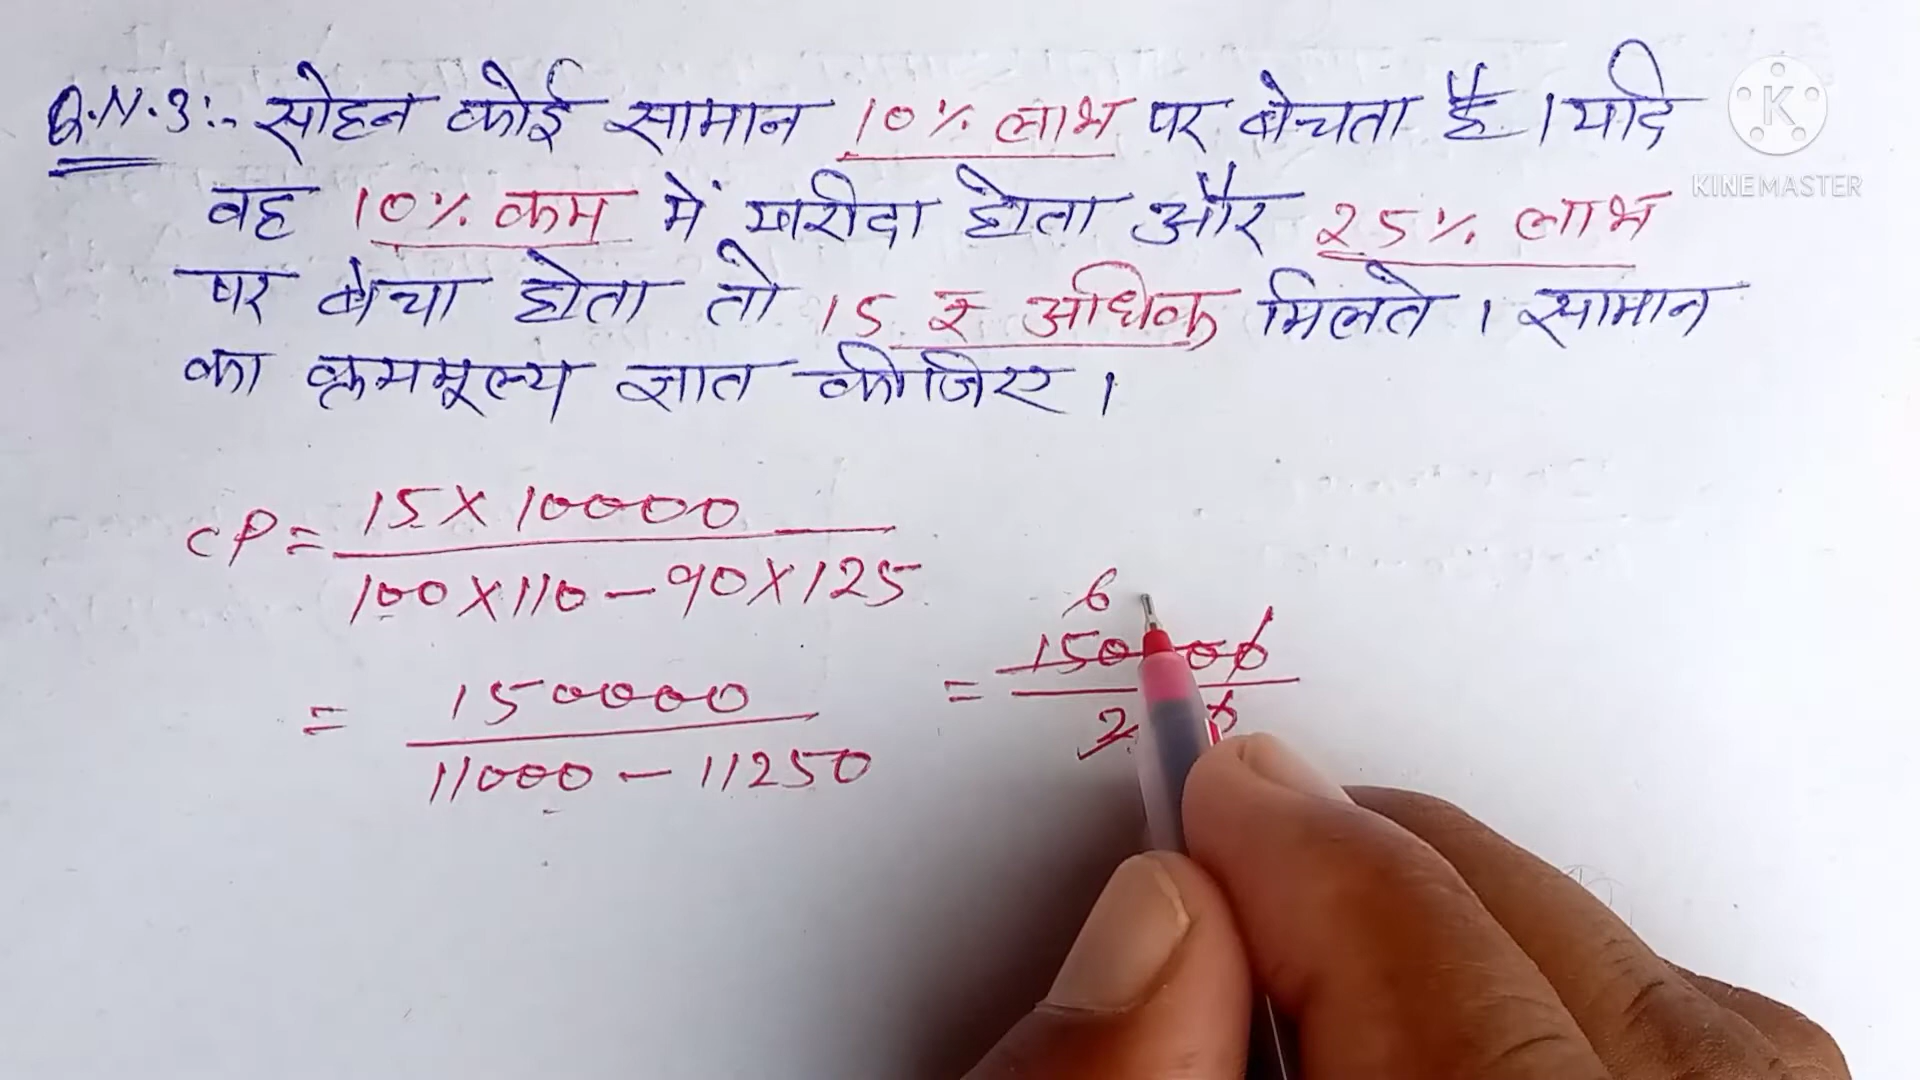 Q.N.3:- सोहन कोई सामान 10% लाभ पर बेचता है। यदि
वह 10% कम में खरीदा होता और 25% लाभ
पर बेचा होता तो 15 रु अधिक मिलते। सामान
का क्रयमूल्य ज्ञात कीजिए।
K
KINEMASTER
CP = 15 X 10000
100 X 110 - 90 X 125
= 150000
11000 - 11250
6
=